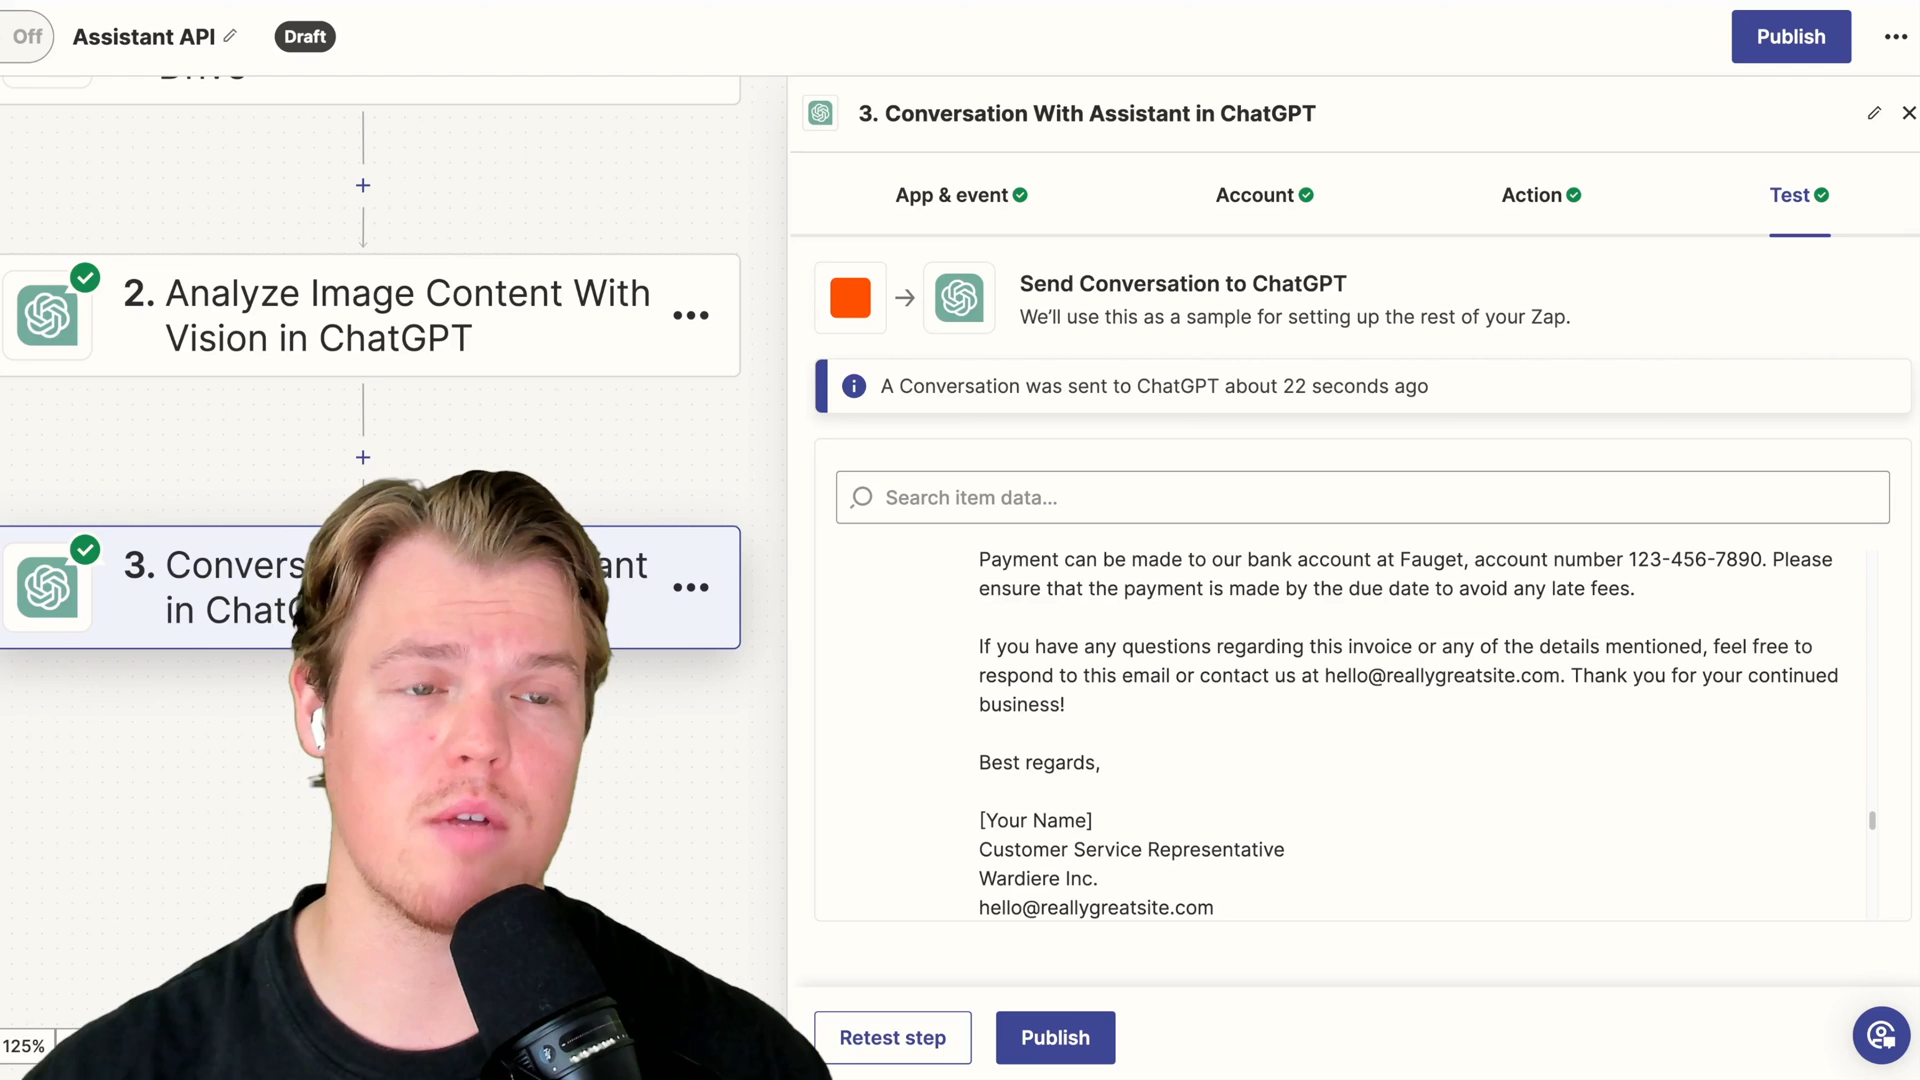 Off
Assistant API
Draft
Publish
3. Conversation With Assistant in ChatGPT
App & event
Account
Action
Test
2. Analyze Image Content With
Vision in ChatGPT
Send Conversation to ChatGPT
We'll use this as a sample for setting up the rest of your Zap.
A Conversation was sent to ChatGPT about 22 seconds ago
Search item data...
3. Convers ant
in Chat
Payment can be made to our bank account at Fauget, account number 123-456-7890. Please
ensure that the payment is made by the due date to avoid any late fees.
If you have any questions regarding this invoice or any of the details mentioned, feel free to
respond to this email or contact us at hello@reallygreatsite.com. Thank you for your continued
business!
Best regards,
[Your Name]
Customer Service Representative
Wardiere Inc.
hello@reallygreatsite.com
125%
Retest step
Publish